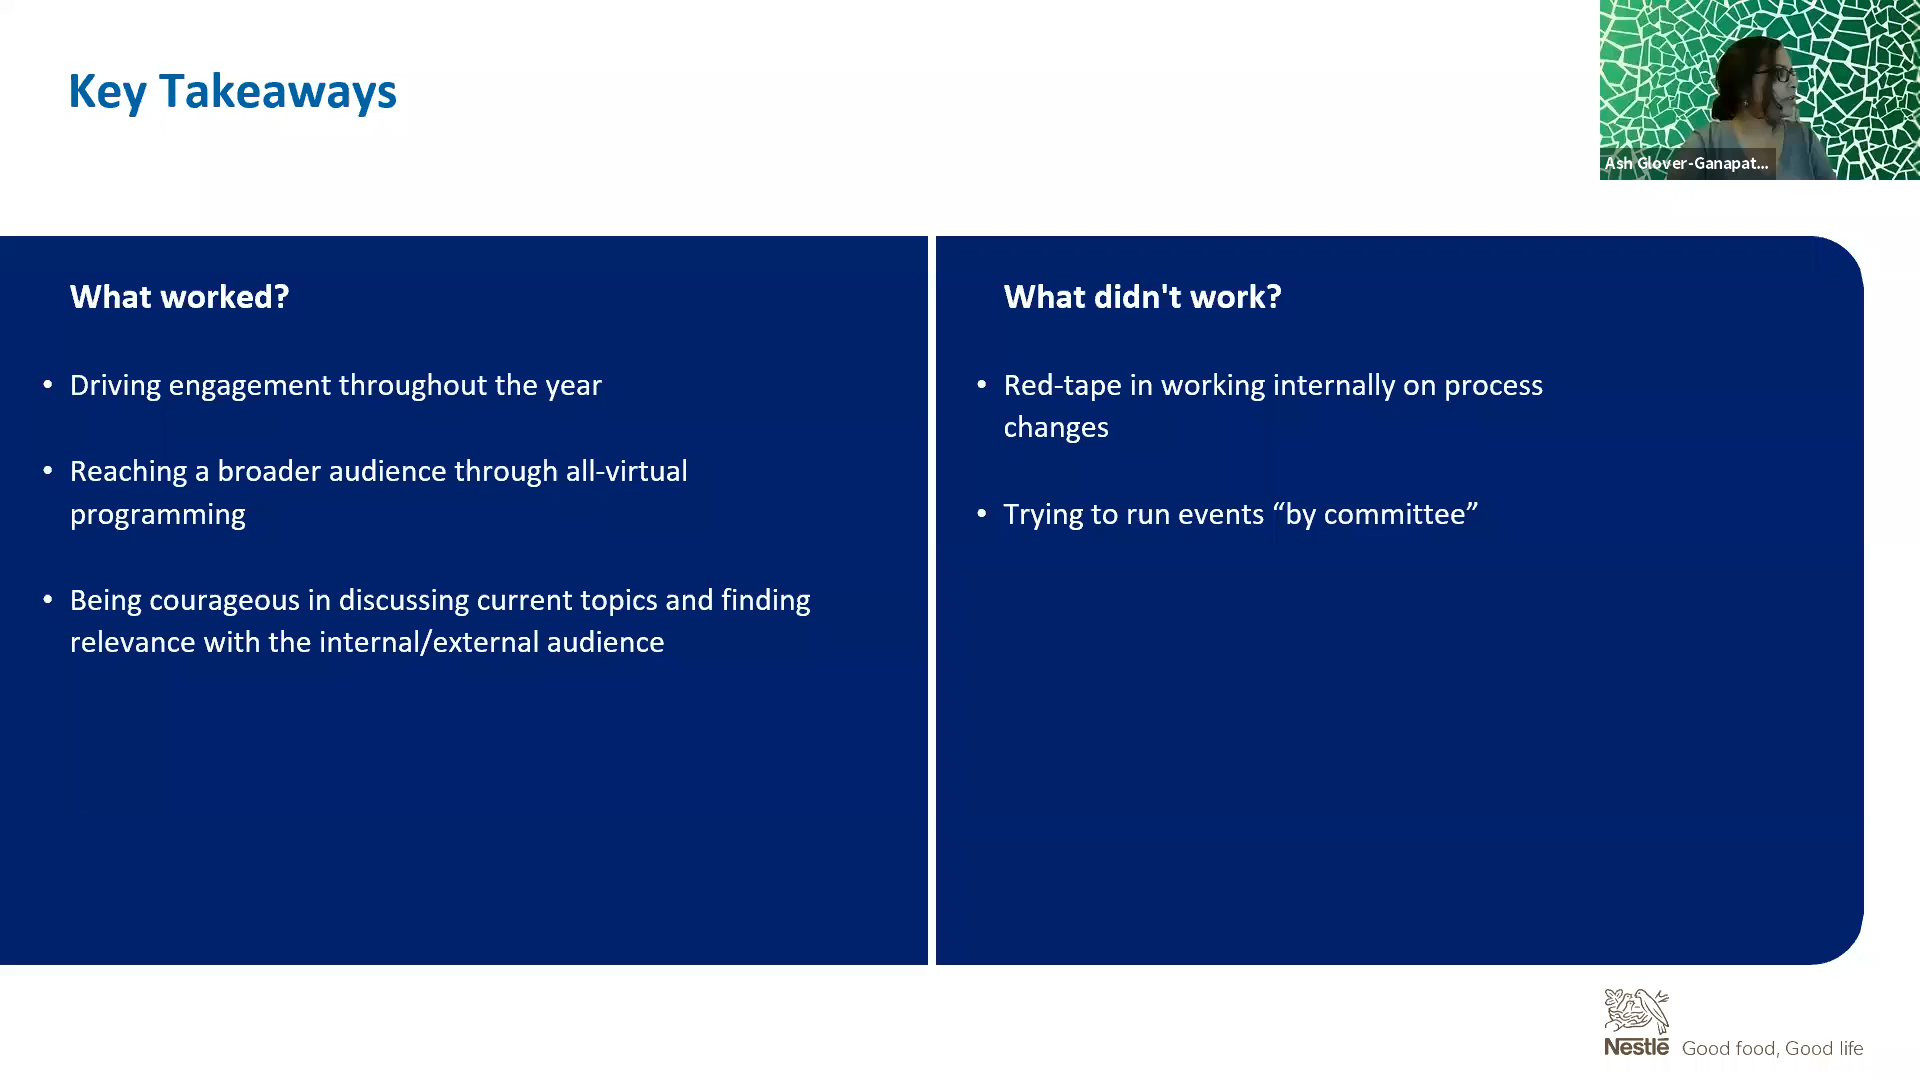 Key Takeaways
Ash Glover-Ganapat...
What worked?
• Driving engagement throughout the year
• Reaching a broader audience through all-virtual
programming
• Being courageous in discussing current topics and finding
relevance with the internal/external audience
What didn't work?
• Red-tape in working internally on process
changes
• Trying to run events “by committee”
Nestlé Good food, Good life